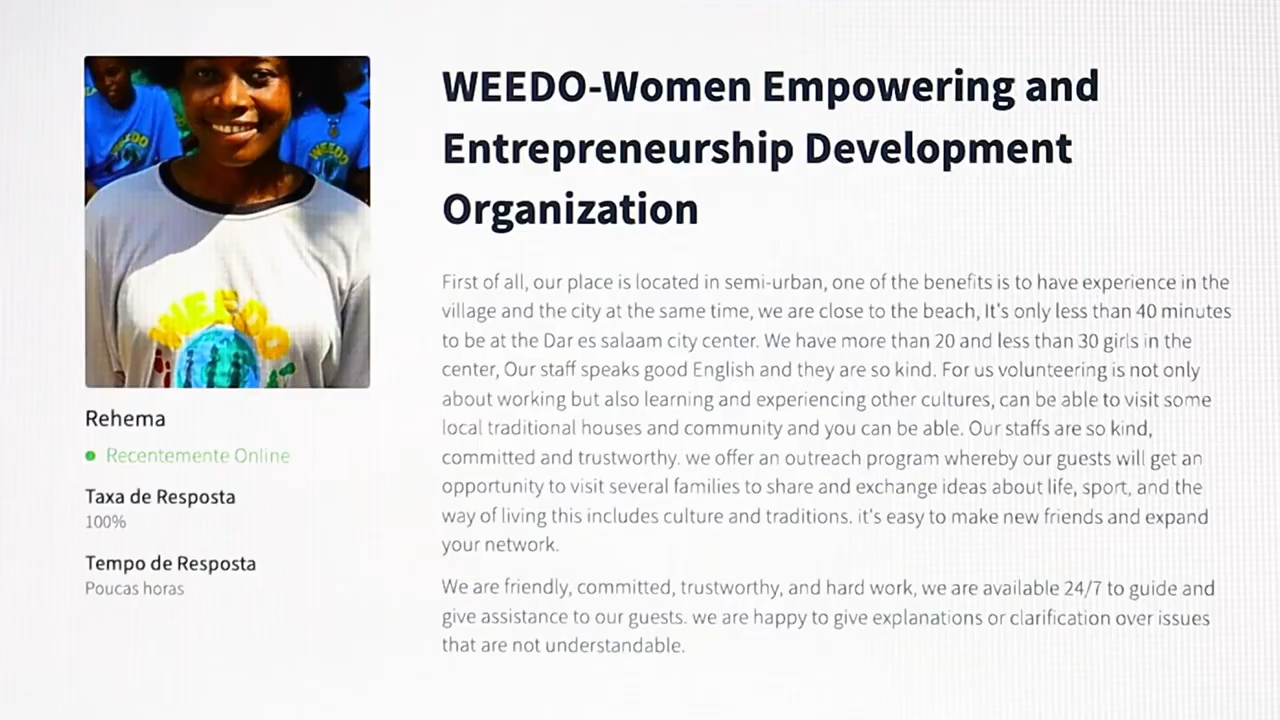 WEEDO
WEEDO
WEEDO
WEEDO-Women Empowering and
Entrepreneurship Development
Organization
First of all, our place is located in semi-urban, one of the benefits is to have experience in the
village and the city at the same time, we are close to the beach, It's only less than 40 minutes
to be at the Dar es salaam city center. We have more than 20 and less than 30 girls in the
center, Our staff speaks good English and they are so kind. For us volunteering is not only
about working but also learning and experiencing other cultures, can be able to visit some
local traditional houses and community and you can be able. Our staffs are so kind,
committed and trustworthy. we offer an outreach program whereby our guests will get an
opportunity to visit several families to share and exchange ideas about life, sport, and the
way of living this includes culture and traditions. it's easy to make new friends and expand
your network.
We are friendly, committed, trustworthy, and hard work, we are available 24/7 to guide and
give assistance to our guests. we are happy to give explanations or clarification over issues
that are not understandable.
Rehema
Recentemente Online
Taxa de Resposta
100%
Tempo de Resposta
Poucas horas